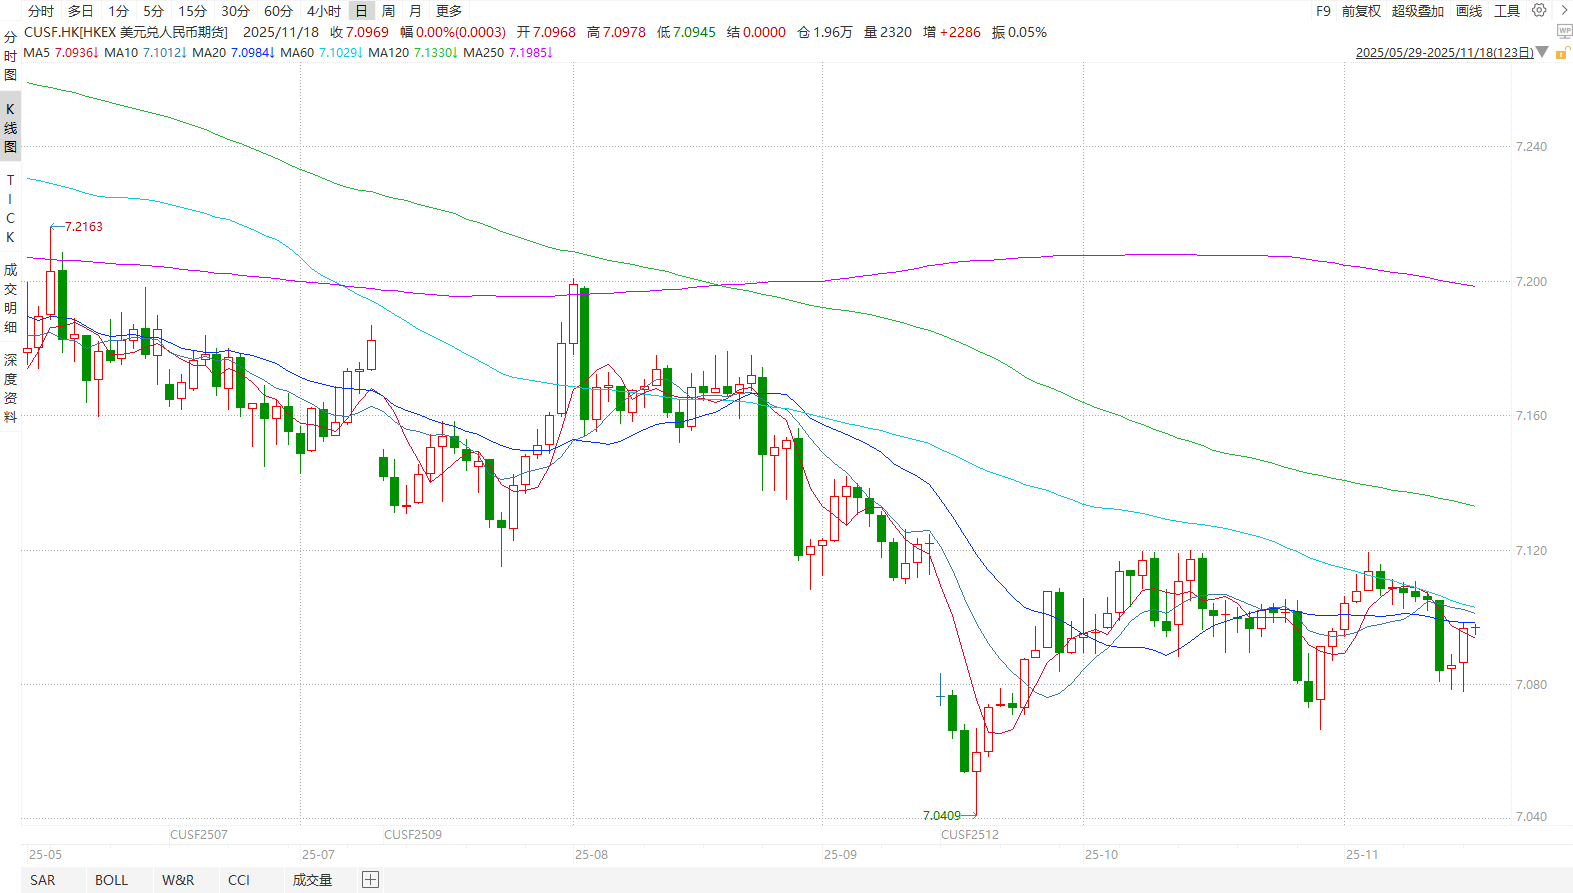 分时 多日 1分 5分 15分 30分 60分 4小时 日 周 月 更多 F9 前复权 超级叠加 画线 工具
CUSF.HK[HKEX 美元兑人民币期货] 2025/11/18 收 7.0969 幅 0.00%(0.0003) 开 7.0968 高 7.0978 低 7.0945 结 0.0000 仓 1.96万 量 2320 增 +2286 振 0.05%
MA5 7.0936↓ MA10 7.1012↓ MA20 7.0984↓ MA60 7.1029↓ MA120 7.1330↓ MA250 7.1985↓ 2025/05/29-2025/11/18(123日)
WP
分时图
K线图
TICK
成交明细
深度资料
7.2163
7.0409
7.240
7.200
7.160
7.120
7.080
7.040
CUSF2507 CUSF2509 CUSF2512
25-05 25-07 25-08 25-09 25-10 25-11
SAR BOLL W&R CCI 成交量